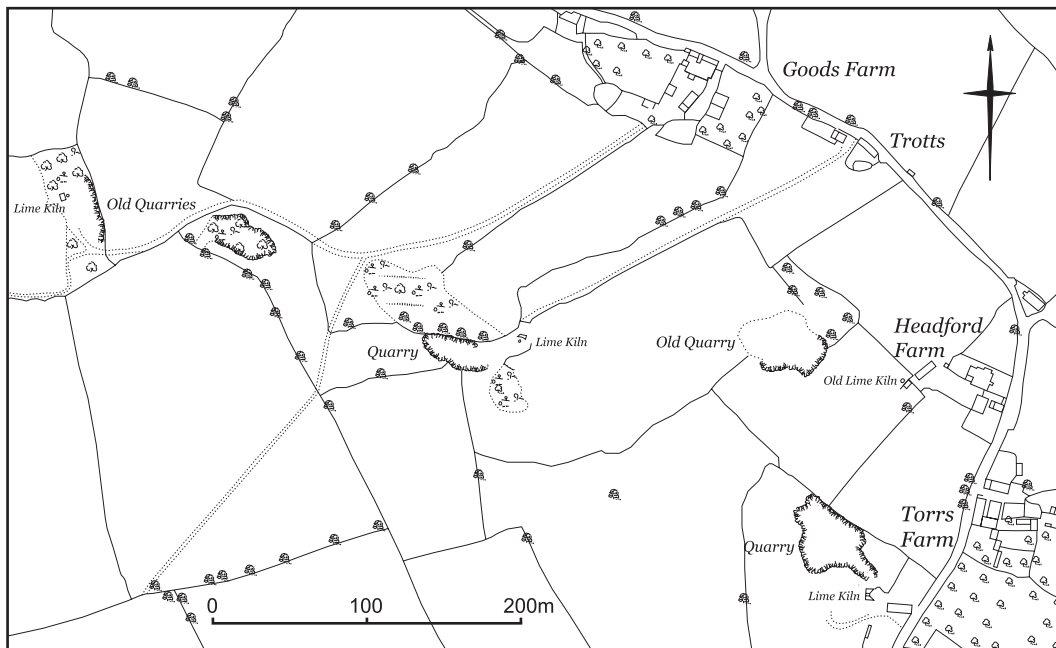 Goods Farm
Trotts
Lime Kiln
Old Quarries
Headford
Farm
Quarry
Lime Kiln
Old Quarry
Old Lime Kiln
Torrs
Farm
Quarry
Lime Kiln
0 100 200m